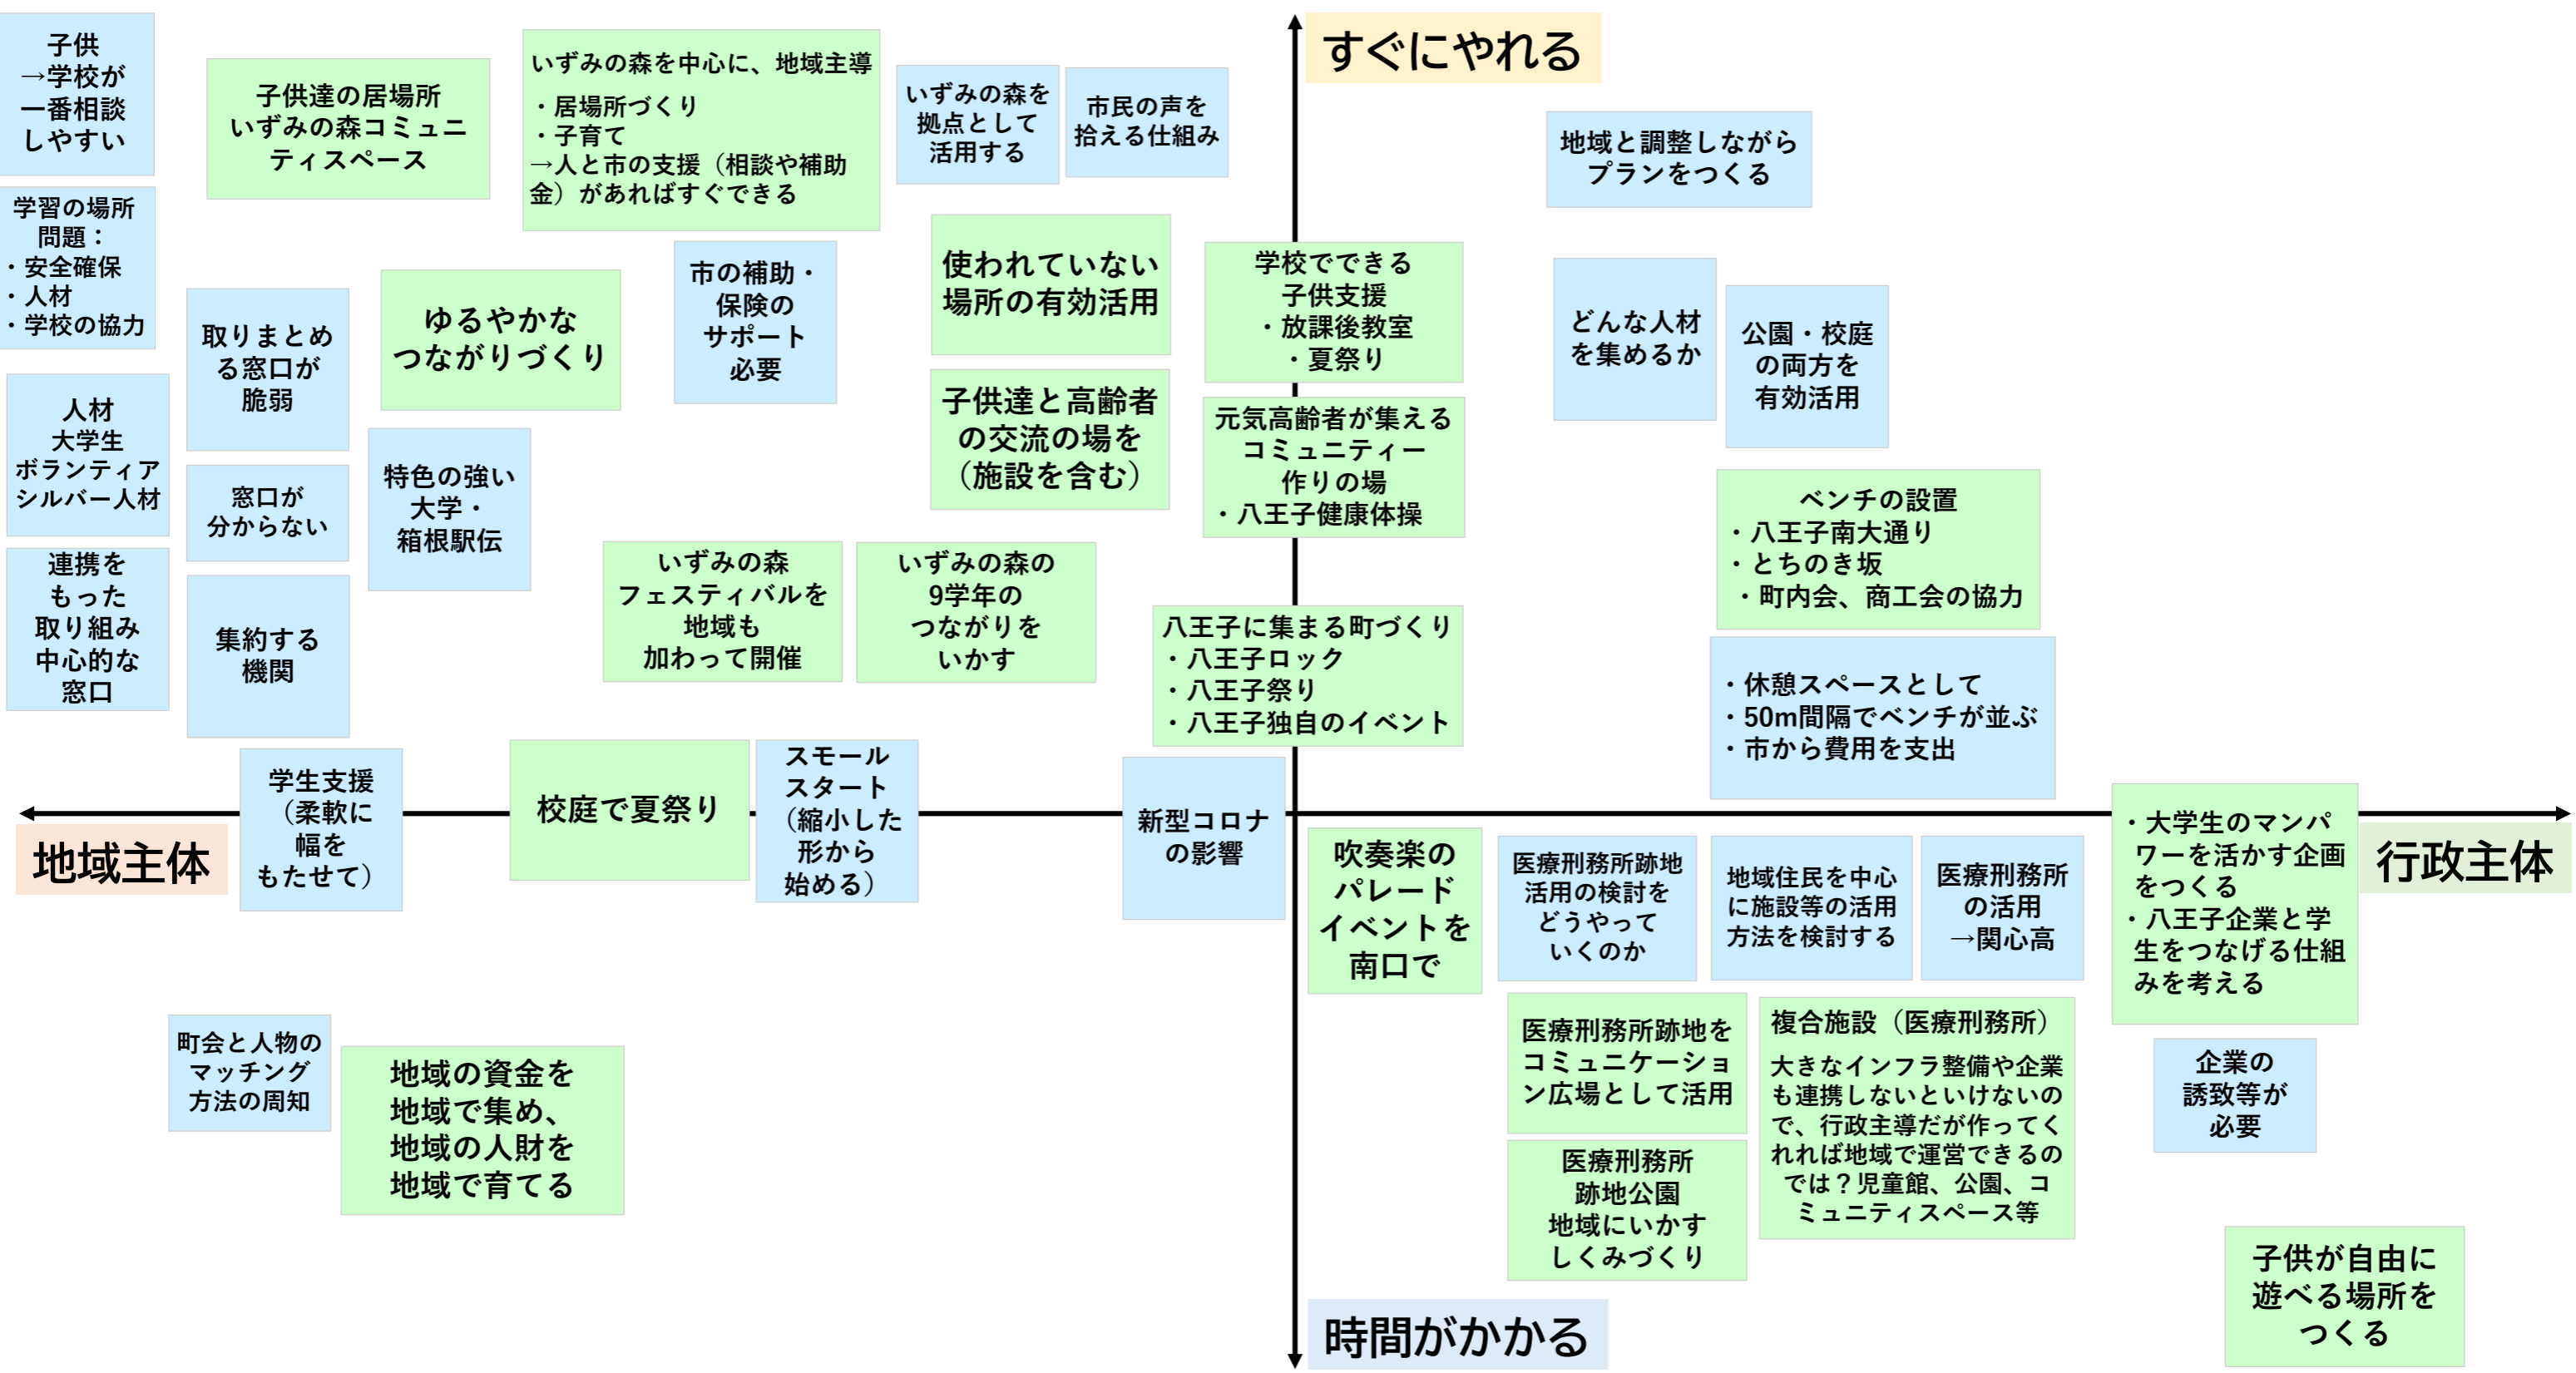 すぐにやれる
子供
→学校が
一番相談
しやすい
子供達の居場所
いずみの森コミュニ
ティスペース
いずみの森を中心に、地域主導
・居場所づくり
・子育て
→人と市の支援（相談や補助
金）があればすぐできる
いずみの森を
拠点として
活用する
市民の声を
拾える仕組み
地域と調整しながら
プランをつくる
学習の場所
問題：
・安全確保
・人材
・学校の協力
取りまとめ
る窓口が
脆弱
ゆるやかな
つながりづくり
市の補助・
保険の
サポート
必要
使われていない
場所の有効活用
学校でできる
子供支援
・放課後教室
・夏祭り
どんな人材
を集めるか
公園・校庭
の両方を
有効活用
人材
大学生
ボランティア
シルバー人材
窓口が
分からない
特色の強い
大学・
箱根駅伝
子供達と高齢者
の交流の場を
（施設を含む）
元気高齢者が集える
コミュニティー
作りの場
・八王子健康体操
ベンチの設置
・八王子南大通り
・とちのき坂
・町内会、商工会の協力
連携を
もった
取り組み
中心的な
窓口
集約する
機関
いずみの森
フェスティバルを
地域も
加わって開催
いずみの森の
9学年の
つながりを
いかす
八王子に集まる町づくり
・八王子ロック
・八王子祭り
・八王子独自のイベント
・休憩スペースとして
・50m間隔でベンチが並ぶ
・市から費用を支出
地域主体
学生支援
（柔軟に
幅を
もたせて）
校庭で夏祭り
スモール
スタート
（縮小した
形から
始める）
新型コロナ
の影響
吹奏楽の
パレード
イベントを
南口で
医療刑務所跡地
活用の検討を
どうやって
いくのか
地域住民を中心
に施設等の活用
方法を検討する
医療刑務所
の活用
→関心高
・大学生のマンパ
ワーを活かす企画
をつくる
・八王子企業と学
生をつなげる仕組
みを考える
行政主体
町会と人物の
マッチング
方法の周知
地域の資金を
地域で集め、
地域の人財を
地域で育てる
医療刑務所跡地を
コミュニケーショ
ン広場として活用
複合施設（医療刑務所）
大きなインフラ整備や企業
も連携しないといけないの
で、行政主導だが作ってく
れれば地域で運営できるの
では？児童館、公園、コ
ミュニティスペース等
企業の
誘致等が
必要
医療刑務所
跡地公園
地域にいかす
しくみづくり
子供が自由に
遊べる場所を
つくる
時間がかかる